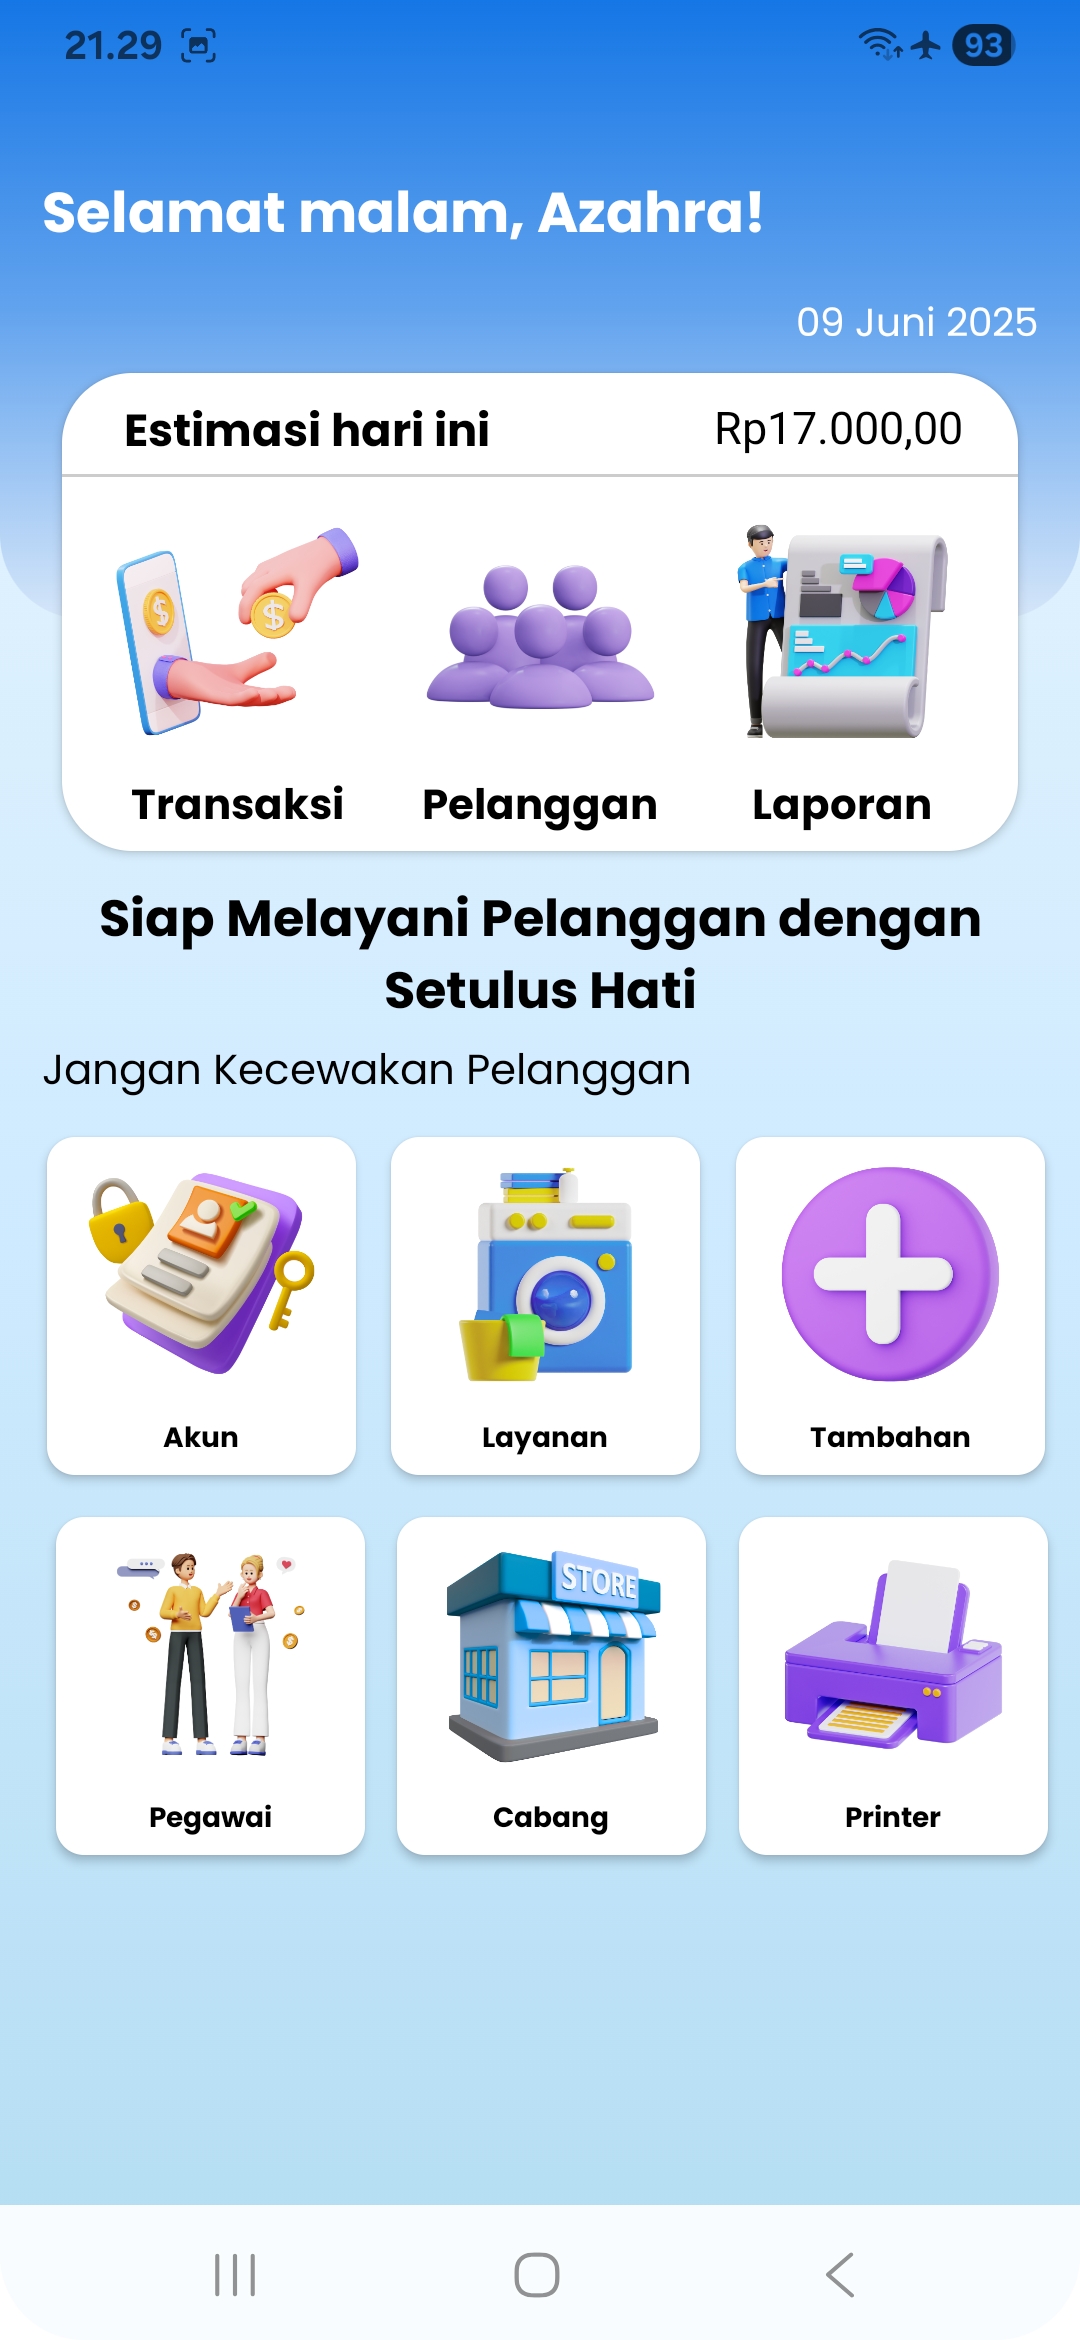 21.29
93
Selamat malam, Azahra!
09 Juni 2025
Estimasi hari ini Rp17.000,00
Transaksi Pelanggan Laporan
Siap Melayani Pelanggan dengan
Setulus Hati
Jangan Kecewakan Pelanggan
Akun Layanan Tambahan
STORE
Pegawai Cabang Printer